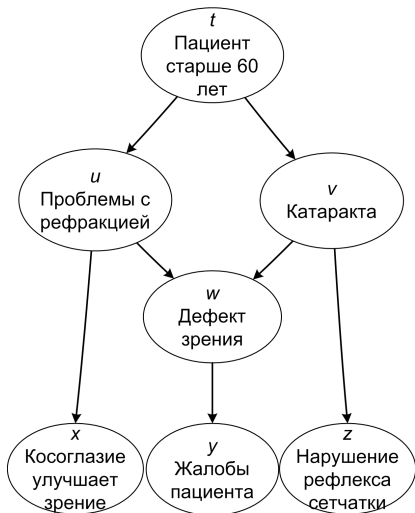 t
Пациент
старше 60
лет
u
Проблемы с
рефракцией
v
Катаракта
w
Дефект
зрения
x
Косоглазие
улучшает
зрение
y
Жалобы
пациента
z
Нарушение
рефлекса
сетчатки